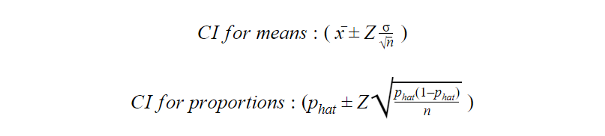 CI for means : ( x̄ ± Z σ/√n )
CI for proportions : (p_hat ± Z √(p_hat(1–p_hat)/n) )